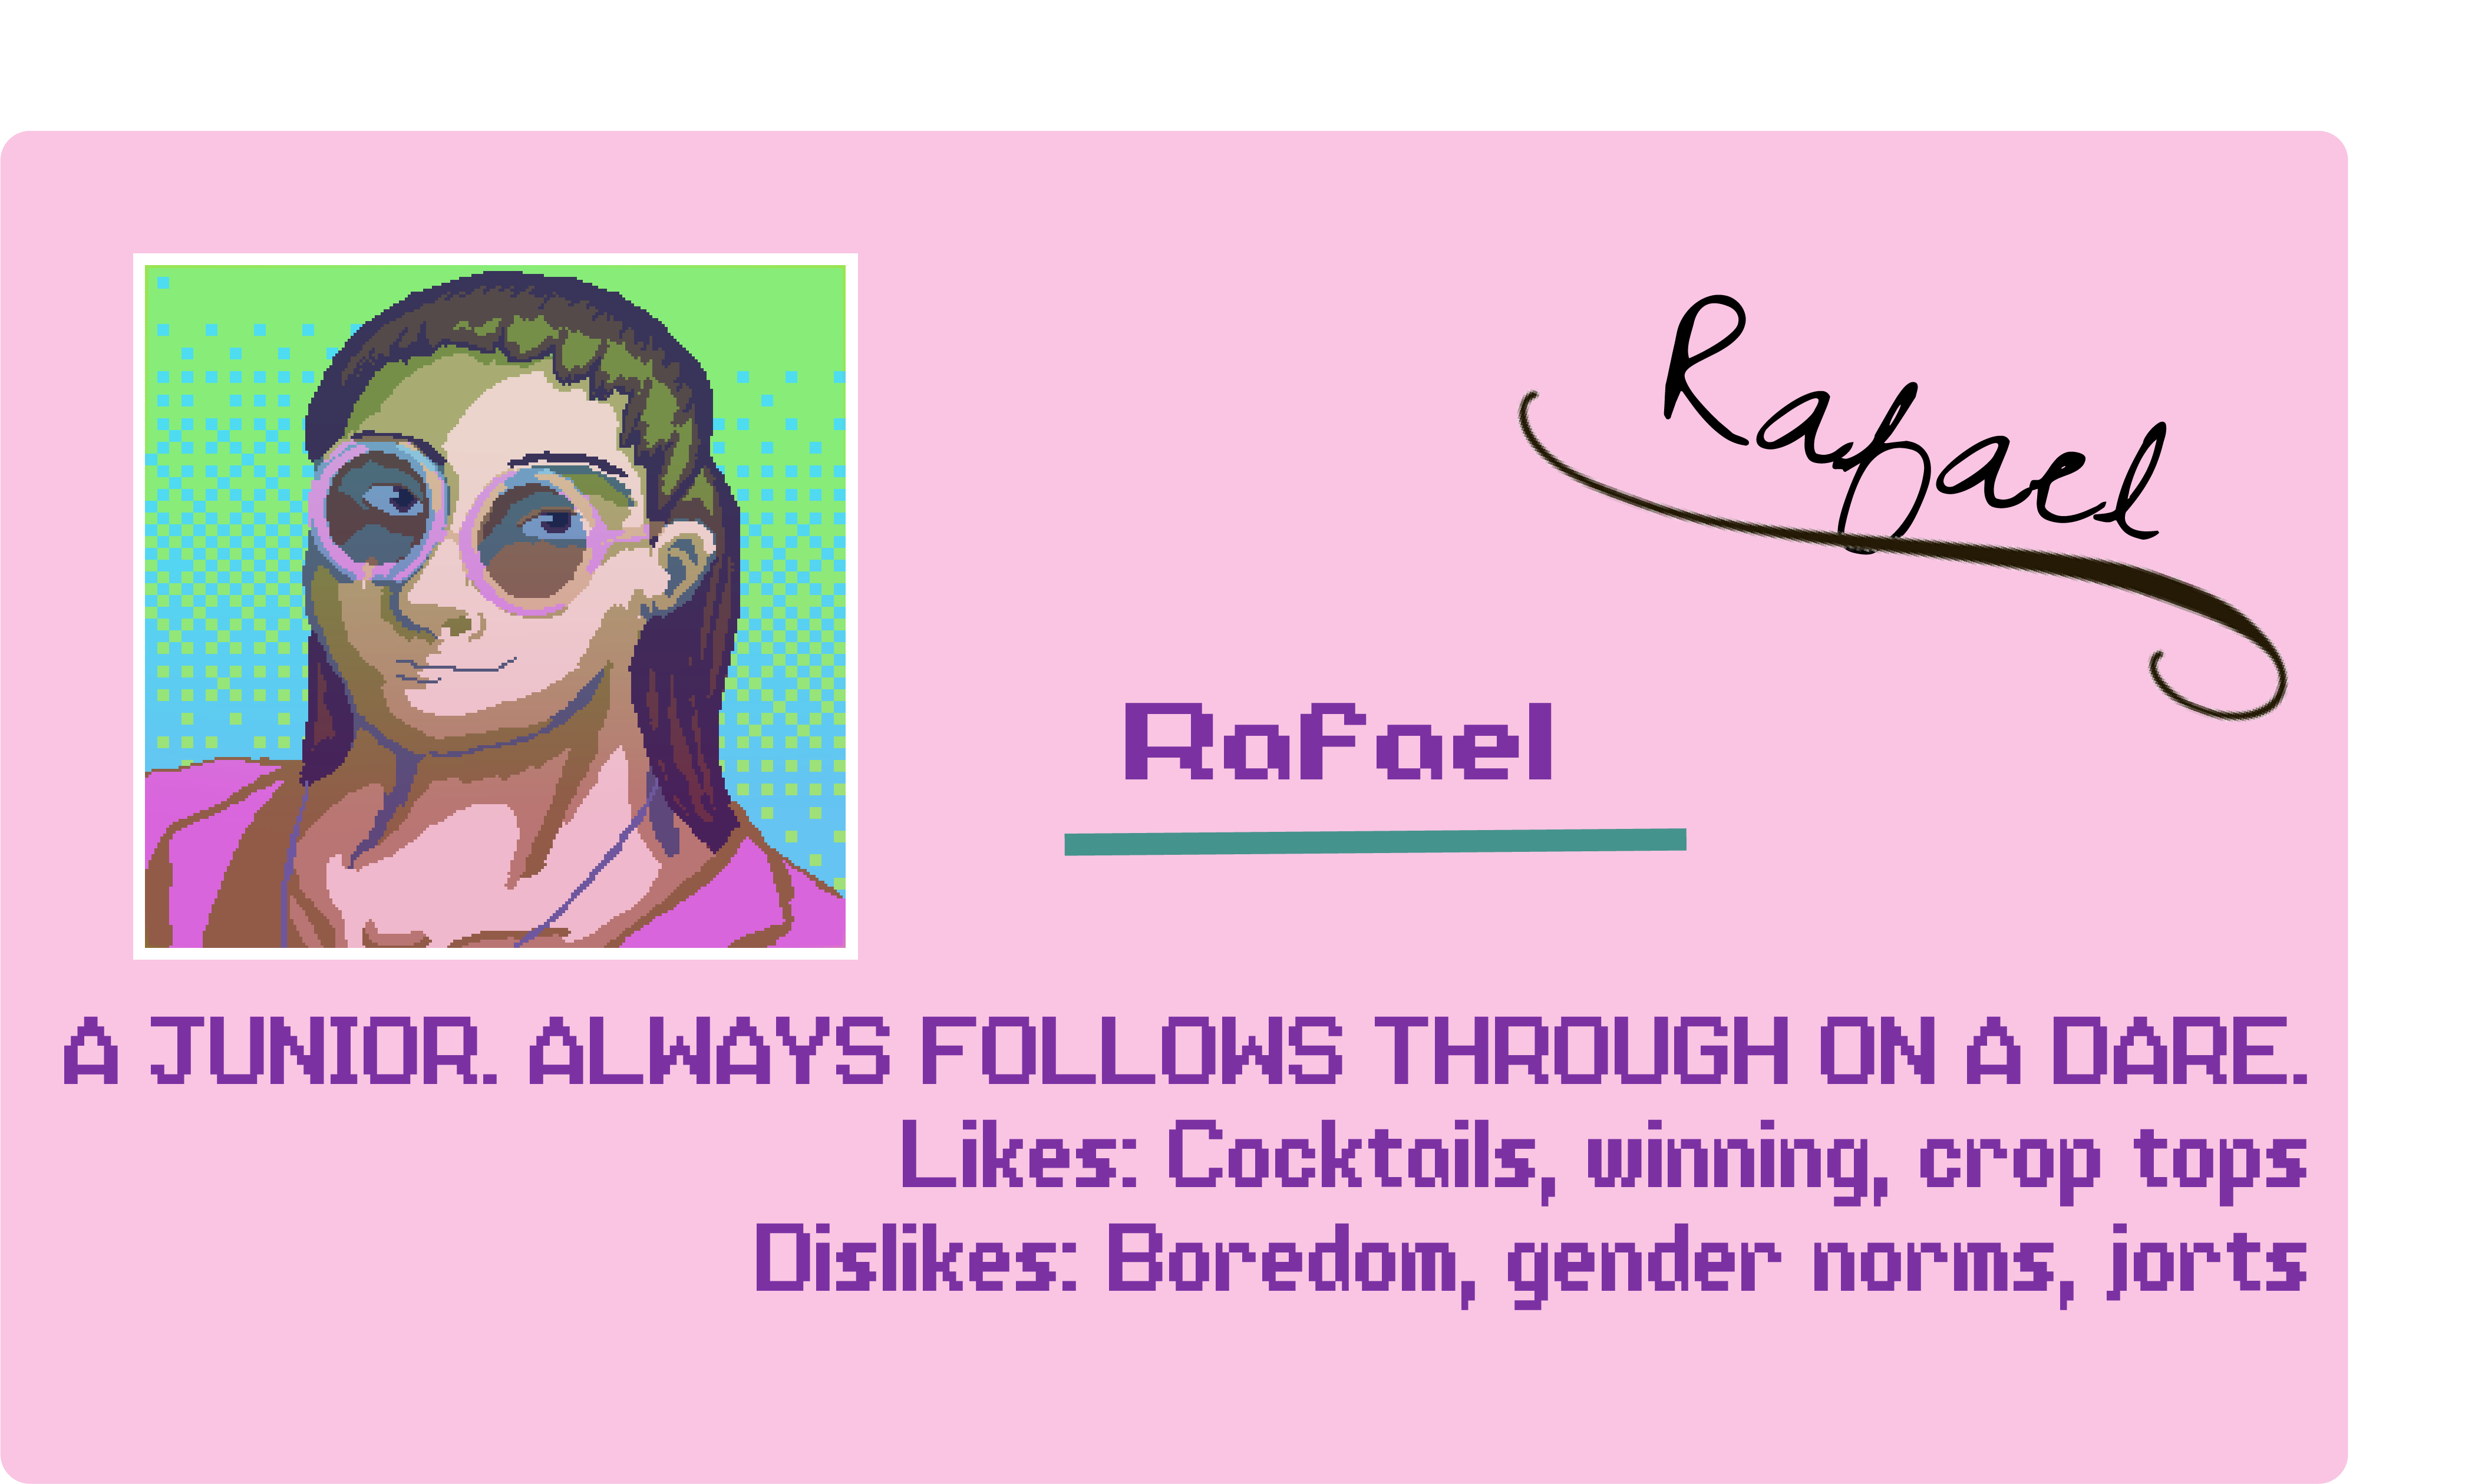 Rafael
Rafael
A JUNIOR. ALWAYS FOLLOWS THROUGH ON A DARE.
Likes: Cocktails, winning, crop tops
Dislikes: Boredom, gender norms, jorts